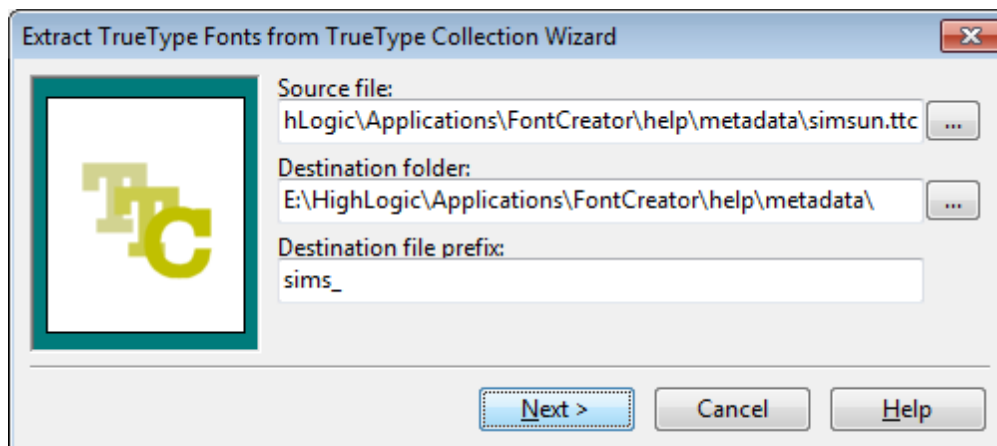 Extract TrueType Fonts from TrueType Collection Wizard
Source file:
hLogic\Applications\FontCreator\help\metadata\simsun.ttc
...
Destination folder:
E:\HighLogic\Applications\FontCreator\help\metadata\
...
Destination file prefix:
sims_
TTC
Next >
Cancel
Help